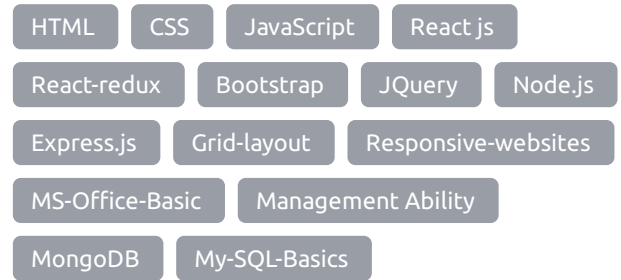 HTML CSS JavaScript React js
React-redux Bootstrap JQuery Node.js
Express.js Grid-layout Responsive-websites
MS-Office-Basic Management Ability
MongoDB My-SQL-Basics